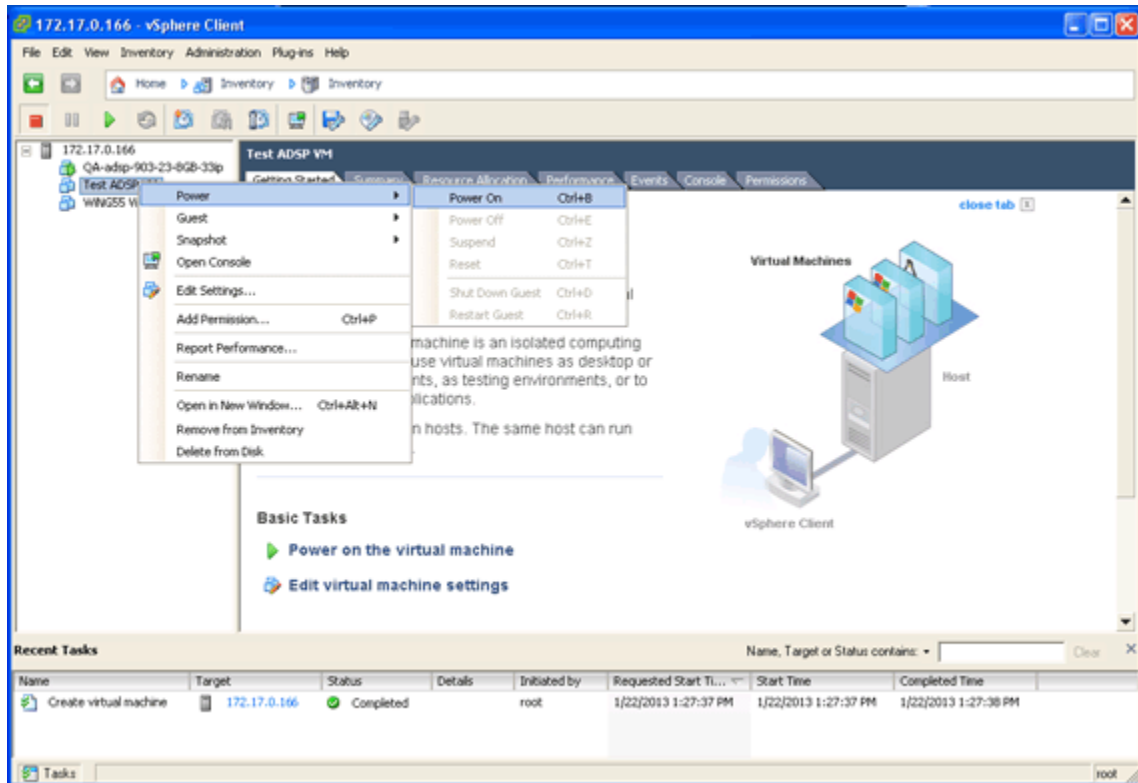 172.17.0.166 - vSphere Client
File Edit View Inventory Administration Plug-ins Help
Home Inventory Inventory
172.17.0.166
QA-adsp-903-23-8GB-33ip
Test ADSP
WING55
Test ADSP VM
Getting Started Summary Resource Allocation Performance Events Console Permissions
close tab
Power
Guest
Snapshot
Open Console
Edit Settings...
Add Permission... Ctrl+P
Report Performance...
Rename
Open in New Window... Ctrl+Alt+N
Remove from Inventory
Delete from Disk
Power On Ctrl+B
Power Off Ctrl+E
Suspend Ctrl+Z
Reset Ctrl+T
Shut Down Guest Ctrl+D
Restart Guest Ctrl+R
machine is an isolated computing
use virtual machines as desktop or
nts, as testing environments, or to
lications.
n hosts. The same host can run
Virtual Machines
Host
vSphere Client
Basic Tasks
Power on the virtual machine
Edit virtual machine settings
Recent Tasks
Name, Target or Status contains: Clear
Name Target Status Details Initiated by Requested Start Ti... Start Time Completed Time
Create virtual machine 172.17.0.166 Completed root 1/22/2013 1:27:37 PM 1/22/2013 1:27:37 PM 1/22/2013 1:27:38 PM
Tasks root